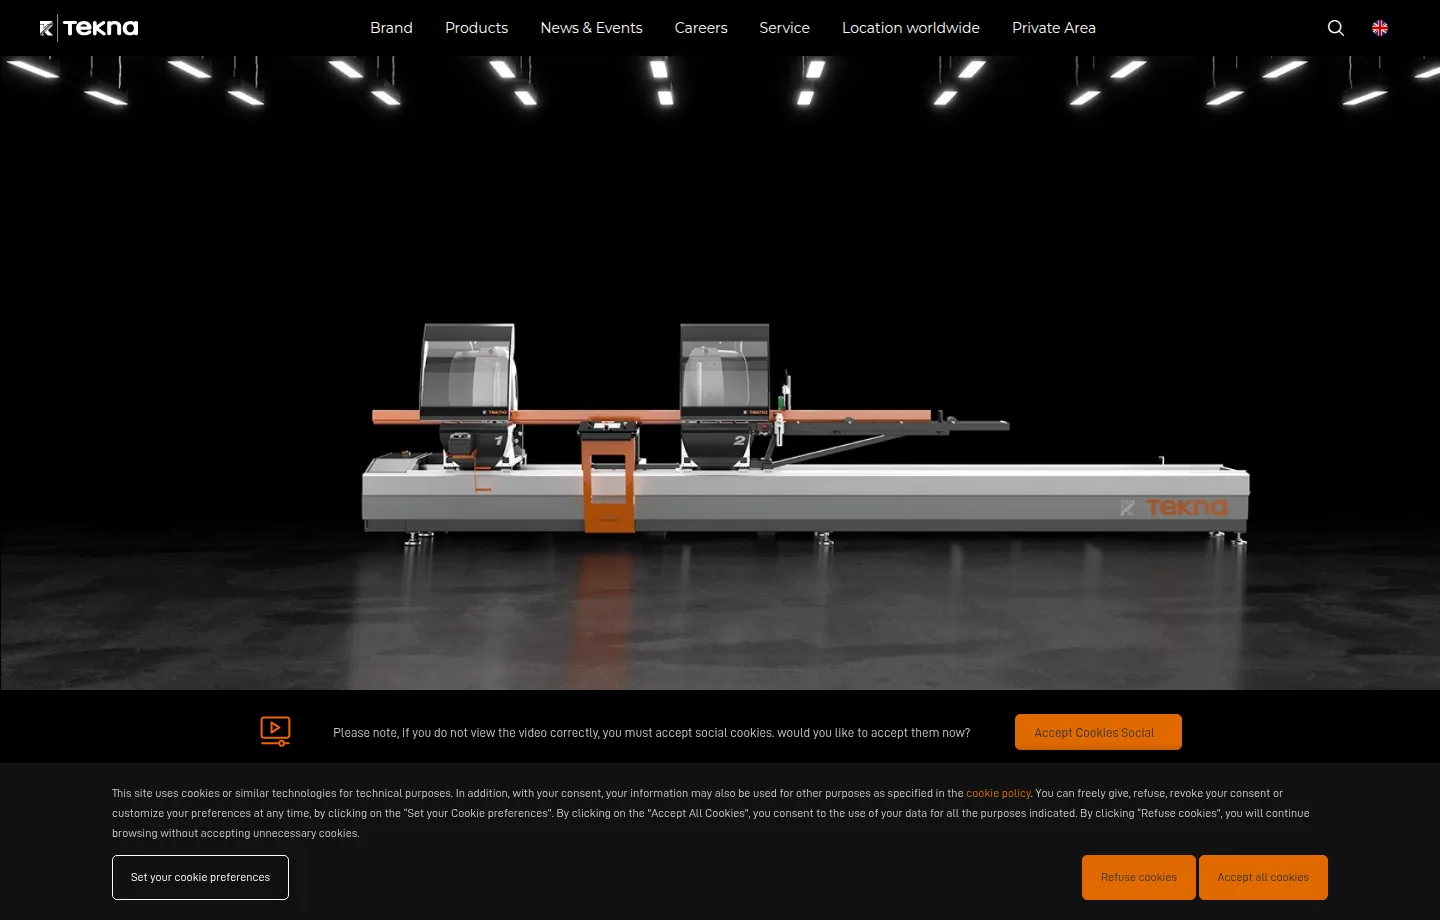 TEKNA
Brand
Products
News & Events
Careers
Service
Location worldwide
Private Area
TEKNA
TEKNA
1
2
TEKNA
Please note, if you do not view the video correctly, you must accept social cookies. would you like to accept them now?
Accept Cookies Social
This site uses cookies or similar technologies for technical purposes. In addition, with your consent, your information may also be used for other purposes as specified in the cookie policy. You can freely give, refuse, revoke your consent or
customize your preferences at any time, by clicking on the "Set your Cookie preferences". By clicking on the "Accept All Cookies", you consent to the use of your data for all the purposes indicated. By clicking "Refuse cookies", you will continue
browsing without accepting unnecessary cookies.
Set your cookie preferences
Refuse cookies
Accept all cookies